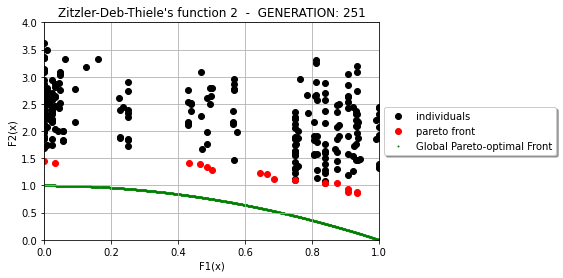 Zitzler-Deb-Thiele's function 2  -  GENERATION: 251
4.0
3.5
3.0
2.5
2.0
1.5
1.0
0.5
0.0
F2(x)
0.0 0.2 0.4 0.6 0.8 1.0
F1(x)
individuals
pareto front
Global Pareto-optimal Front